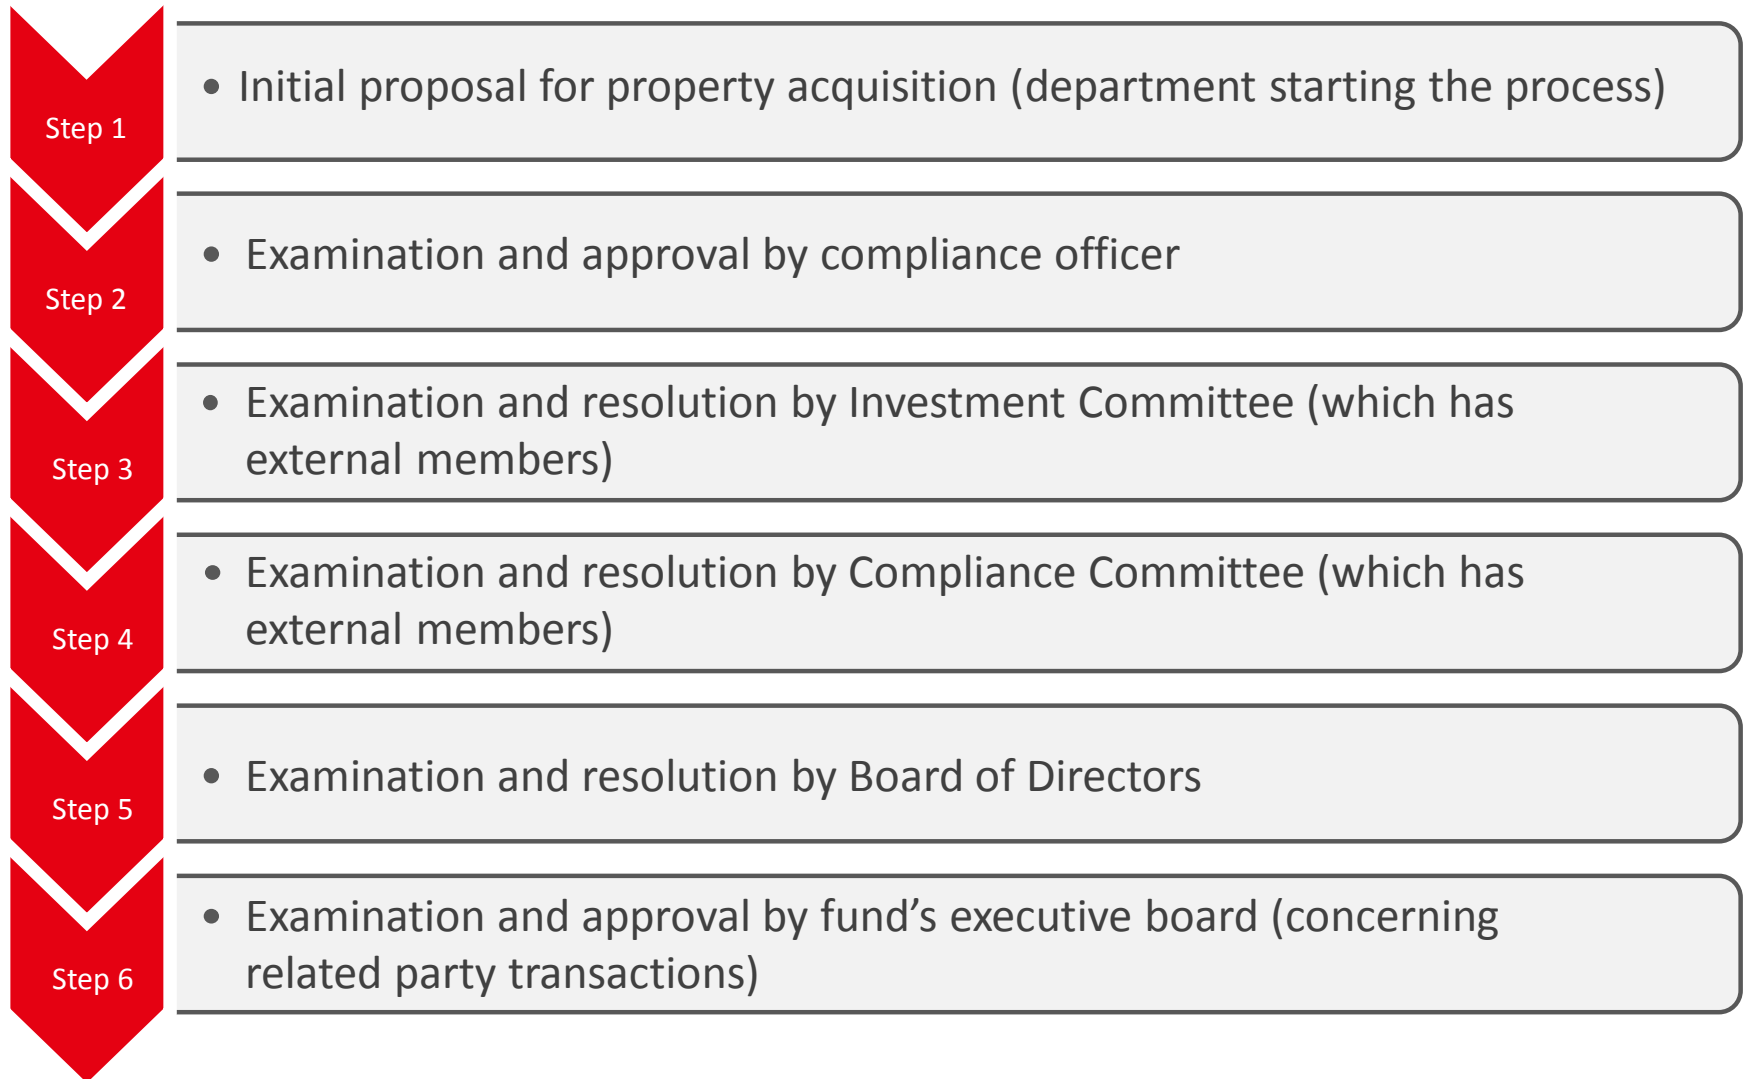 Step 1
• Initial proposal for property acquisition (department starting the process)
Step 2
• Examination and approval by compliance officer
Step 3
• Examination and resolution by Investment Committee (which has
external members)
Step 4
• Examination and resolution by Compliance Committee (which has
external members)
Step 5
• Examination and resolution by Board of Directors
Step 6
• Examination and approval by fund’s executive board (concerning
related party transactions)